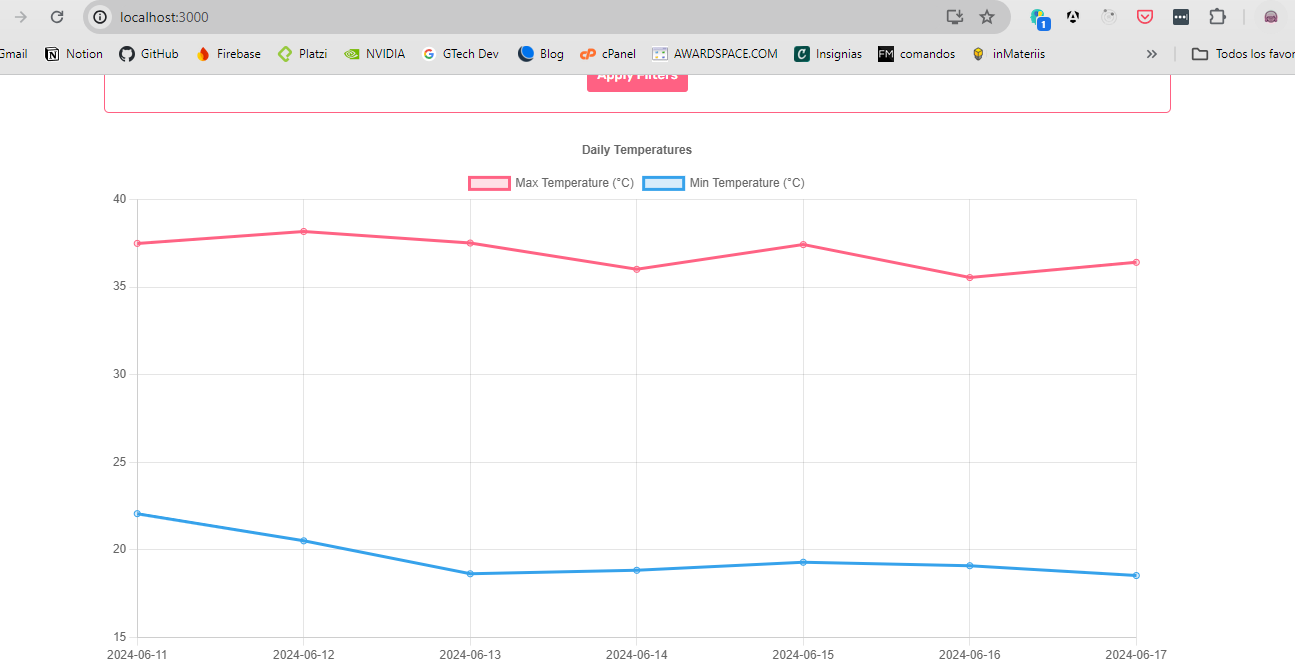 localhost:3000
1
Gmail Notion GitHub Firebase Platzi NVIDIA GTech Dev Blog cPanel AWARDSPACE.COM Insignias FM comandos inMateriis » Todos los favor
Apply Filters
Daily Temperatures
Max Temperature (°C) Min Temperature (°C)
40
35
30
25
20
15
2024-06-11 2024-06-12 2024-06-13 2024-06-14 2024-06-15 2024-06-16 2024-06-17